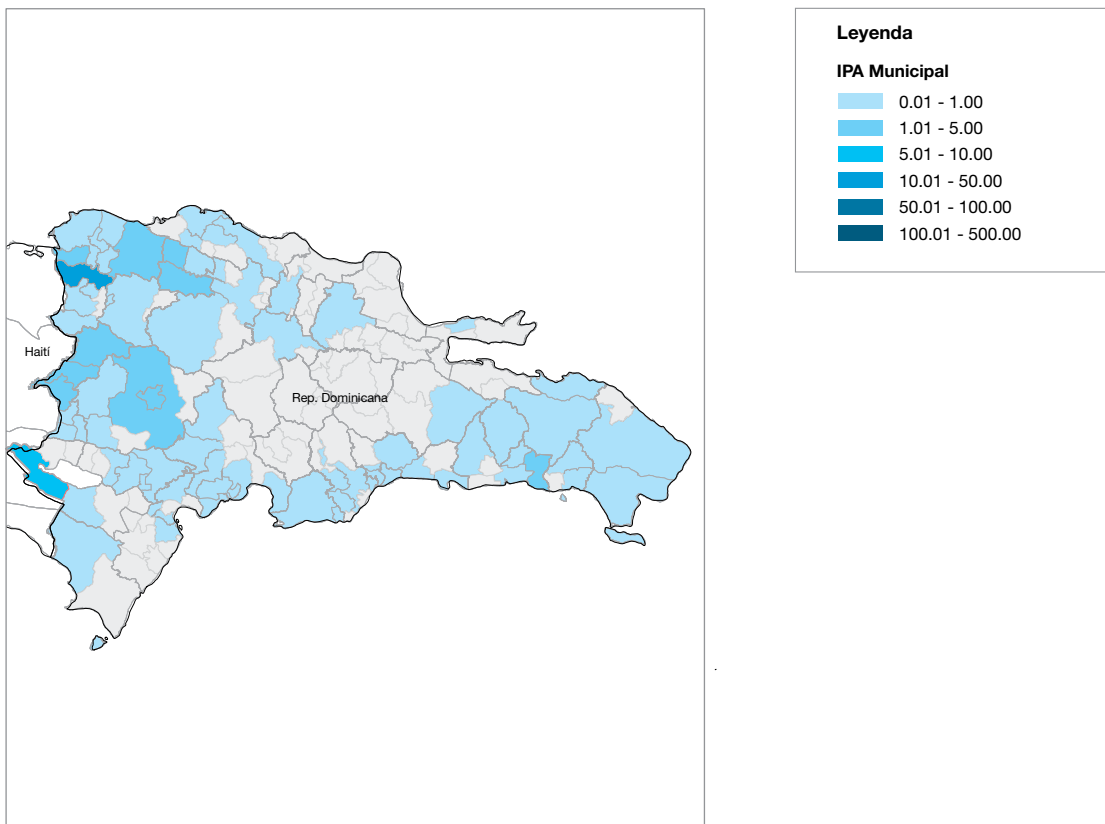 Leyenda
IPA Municipal
0.01 - 1.00
1.01 - 5.00
5.01 - 10.00
10.01 - 50.00
50.01 - 100.00
100.01 - 500.00
Haití
Rep. Dominicana